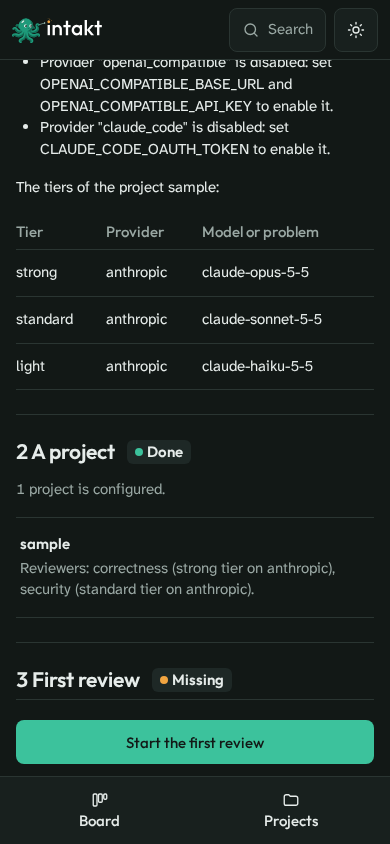 intakt
Search
Provider "openai_compatible" is disabled: set
OPENAI_COMPATIBLE_BASE_URL and
OPENAI_COMPATIBLE_API_KEY to enable it.
Provider "claude_code" is disabled: set
CLAUDE_CODE_OAUTH_TOKEN to enable it.
The tiers of the project sample:
Tier Provider Model or problem
strong anthropic claude-opus-5-5
standard anthropic claude-sonnet-5-5
light anthropic claude-haiku-5-5
2 A project Done
1 project is configured.
sample
Reviewers: correctness (strong tier on anthropic),
security (standard tier on anthropic).
3 First review Missing
Start the first review
Board Projects